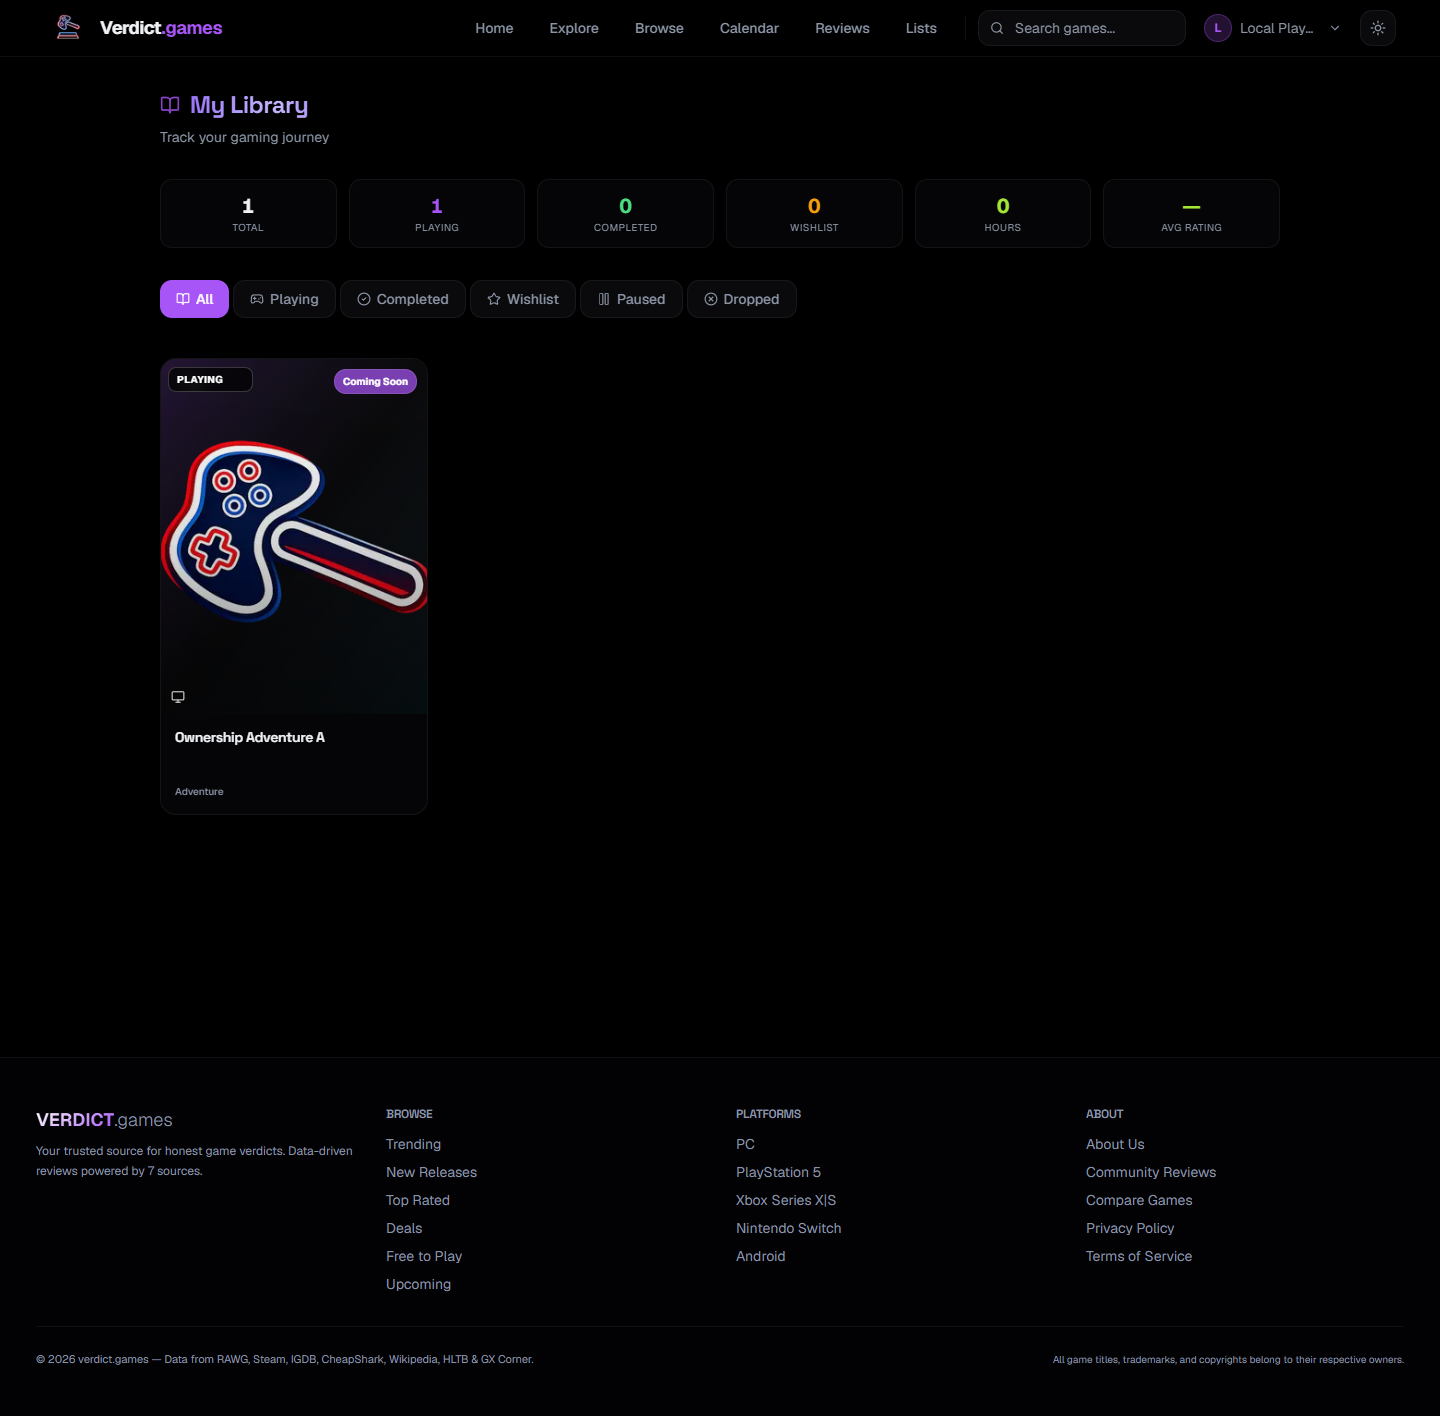 Verdict.games
Home Explore Browse Calendar Reviews Lists
Search games...
L Local Play...
My Library
Track your gaming journey
1
TOTAL
1
PLAYING
0
COMPLETED
0
WISHLIST
0
HOURS
—
AVG RATING
All Playing Completed Wishlist Paused Dropped
PLAYING
Coming Soon
Ownership Adventure A
Adventure
VERDICT.games
Your trusted source for honest game verdicts. Data-driven
reviews powered by 7 sources.
BROWSE
Trending
New Releases
Top Rated
Deals
Free to Play
Upcoming
PLATFORMS
PC
PlayStation 5
Xbox Series X|S
Nintendo Switch
Android
ABOUT
About Us
Community Reviews
Compare Games
Privacy Policy
Terms of Service
© 2026 verdict.games — Data from RAWG, Steam, IGDB, CheapShark, Wikipedia, HLTB & GX Corner.
All game titles, trademarks, and copyrights belong to their respective owners.